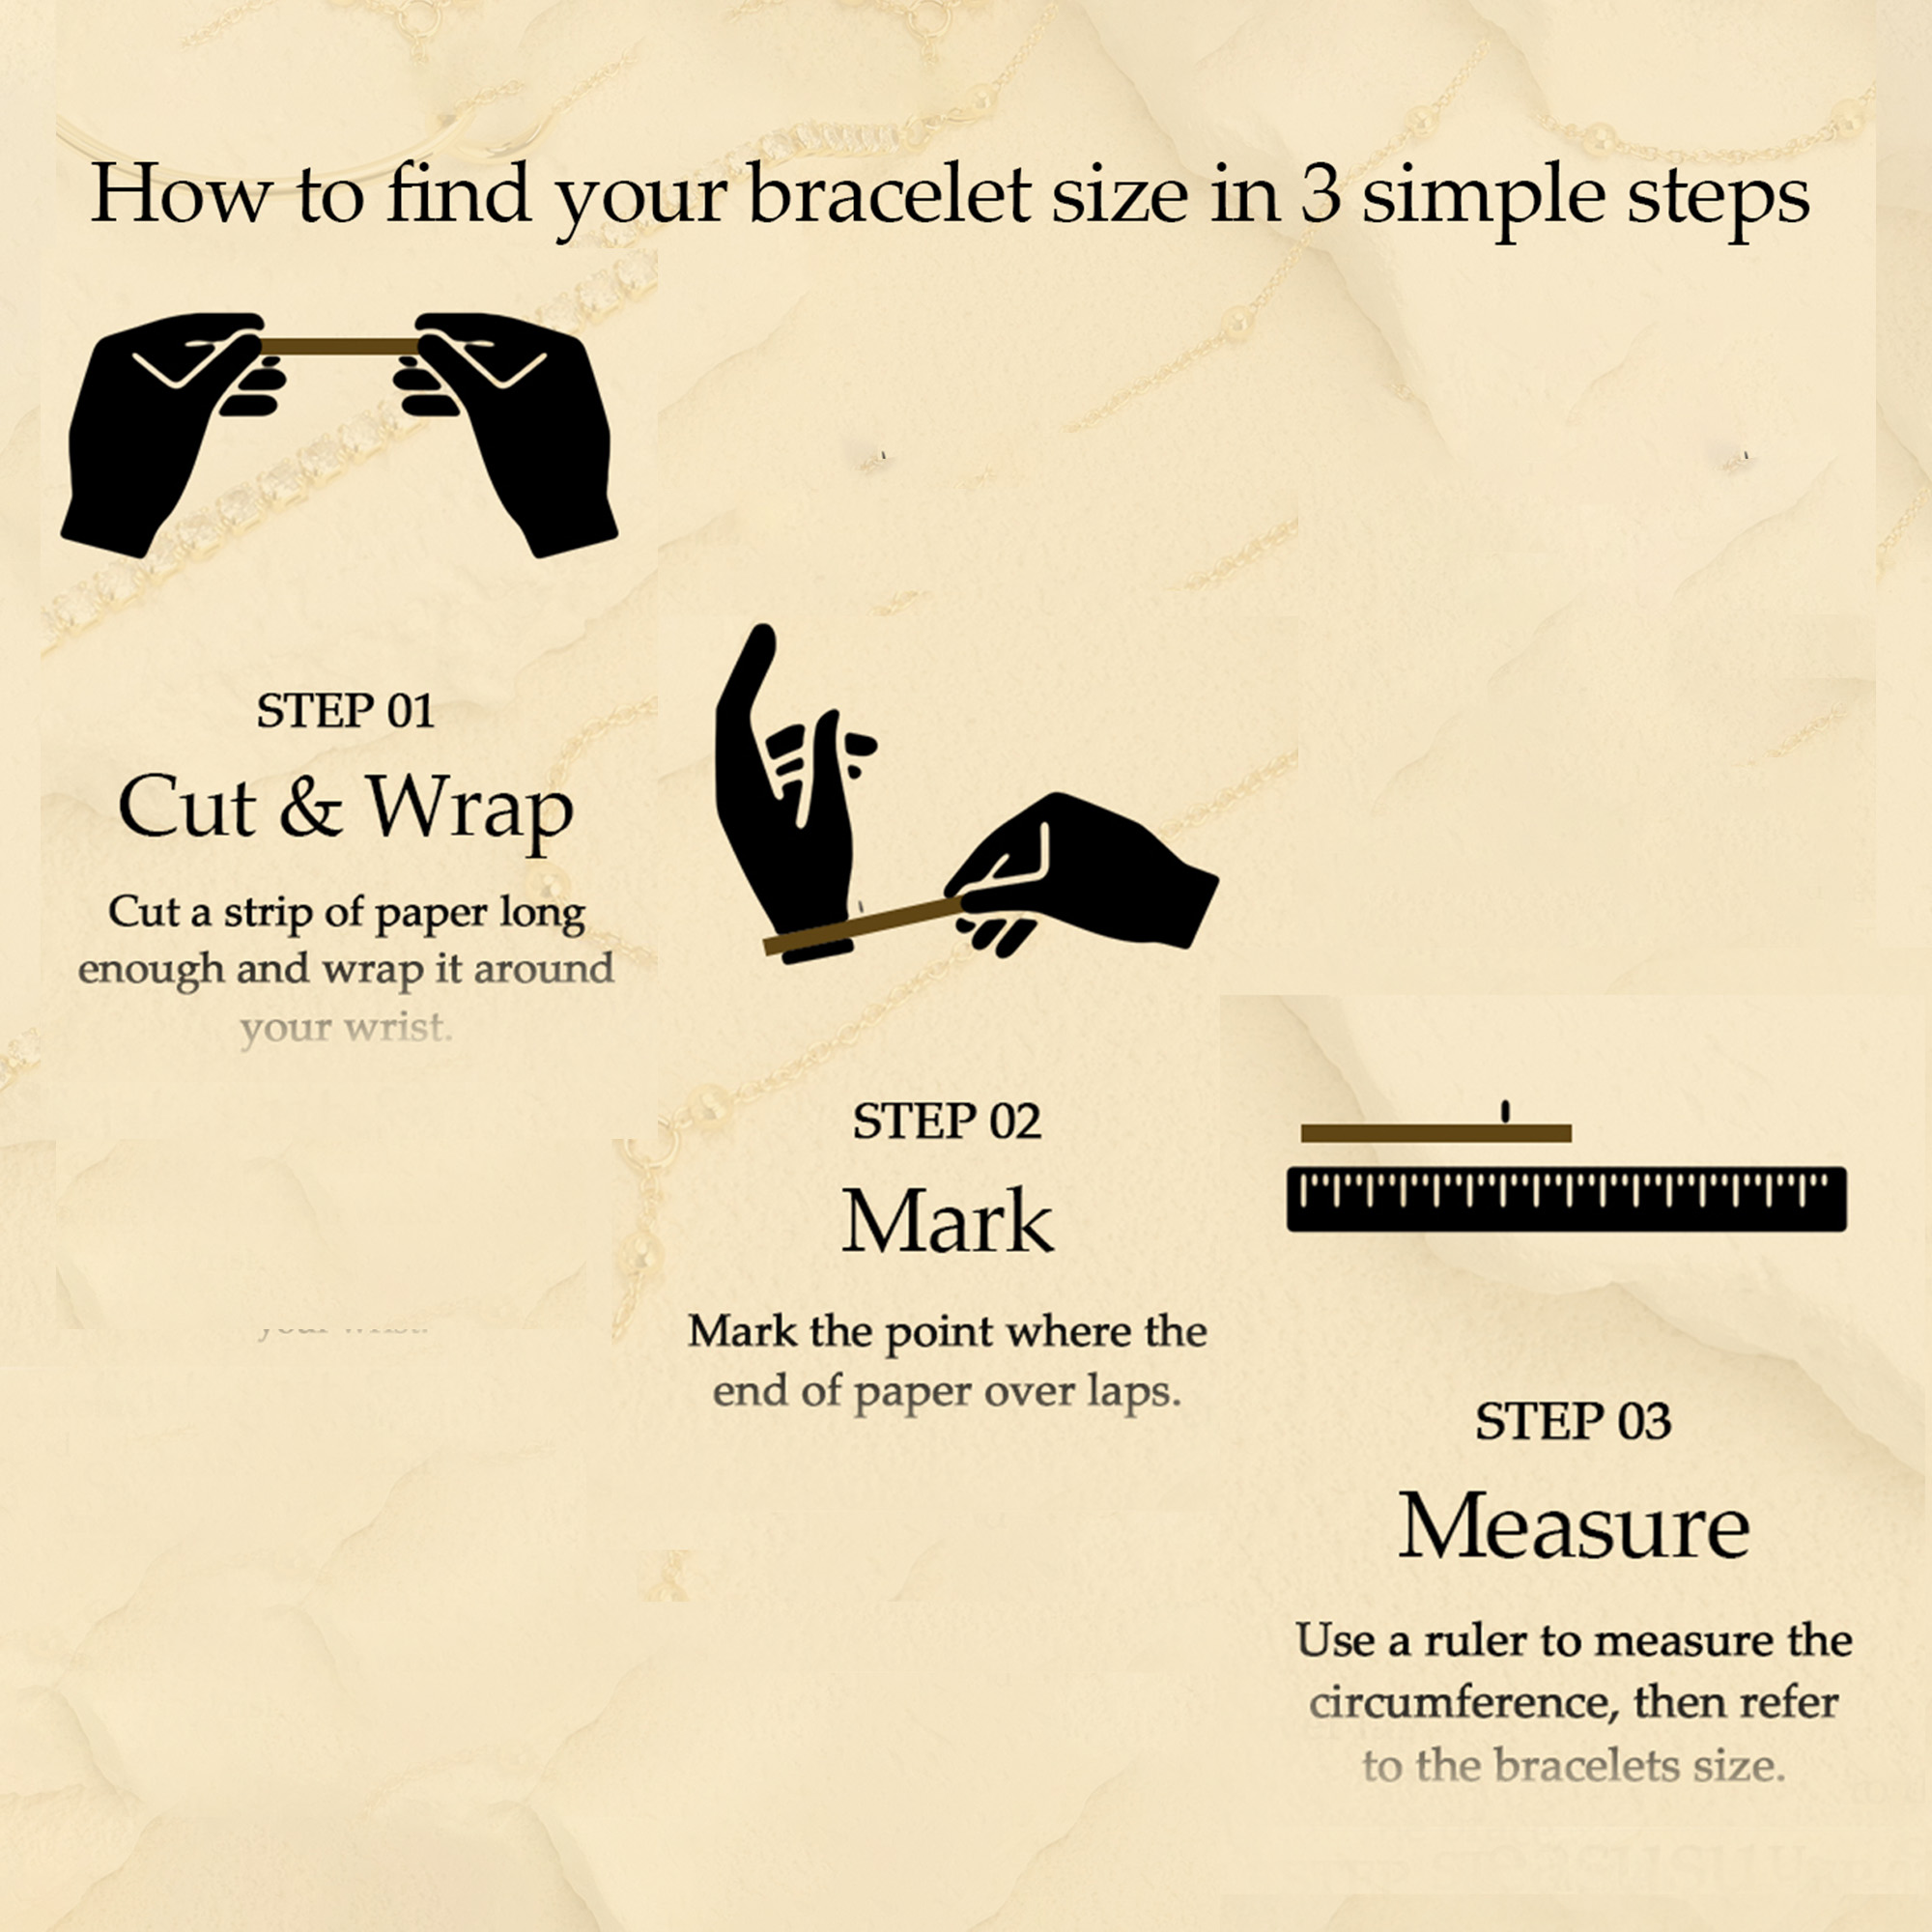 How to find your bracelet size in 3 simple steps
STEP 01
Cut & Wrap
Cut a strip of paper long
enough and wrap it around
your wrist.
STEP 02
Mark
Mark the point where the
end of paper over laps.
STEP 03
Measure
Use a ruler to measure the
circumference, then refer
to the bracelets size.